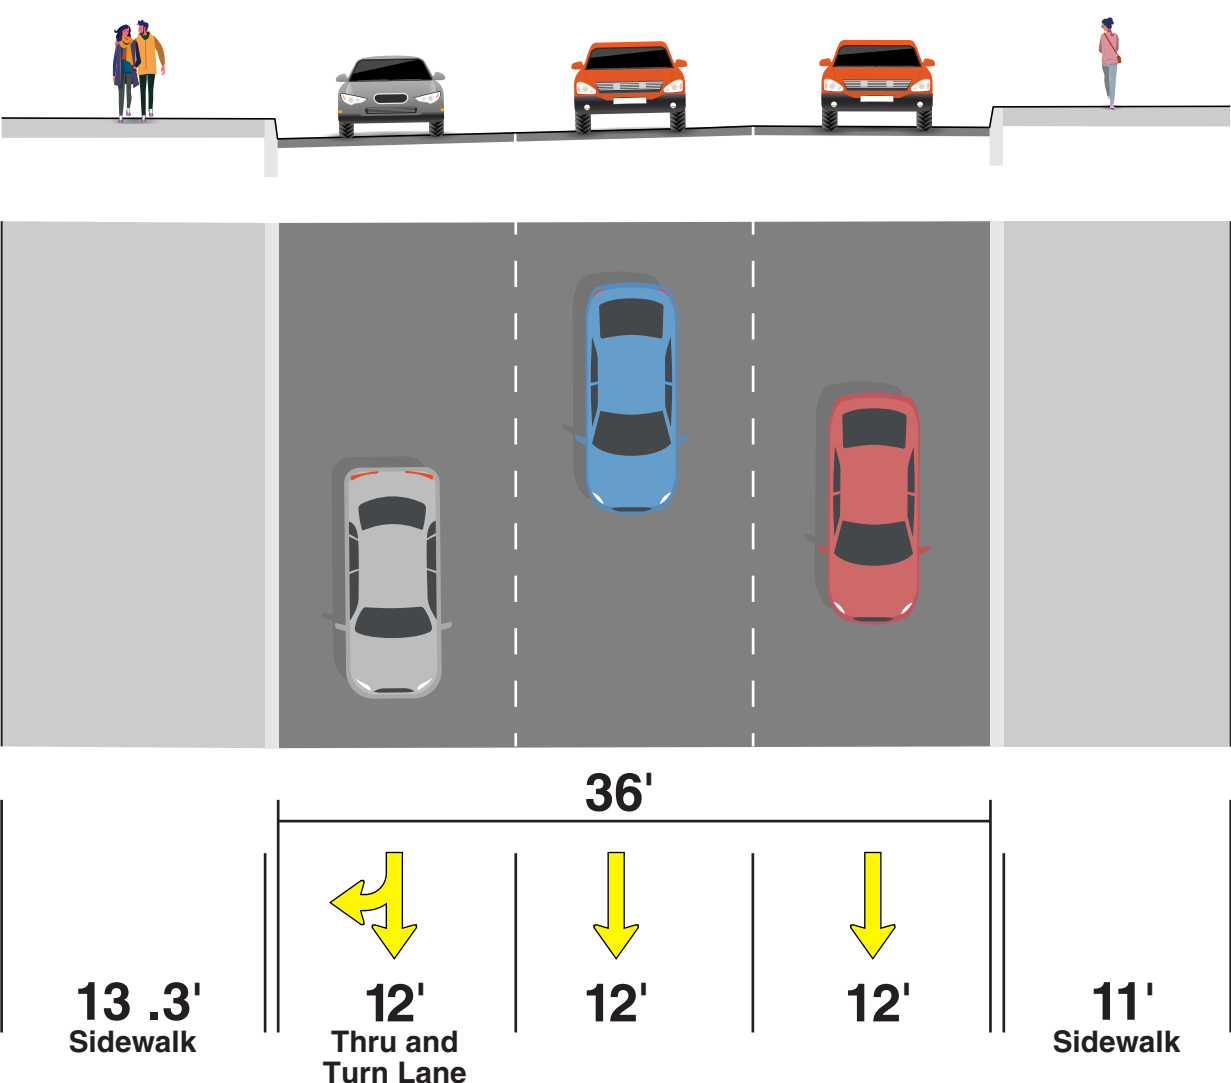 36'
13 .3'
Sidewalk
12'
Thru and
Turn Lane
12'
12'
11'
Sidewalk